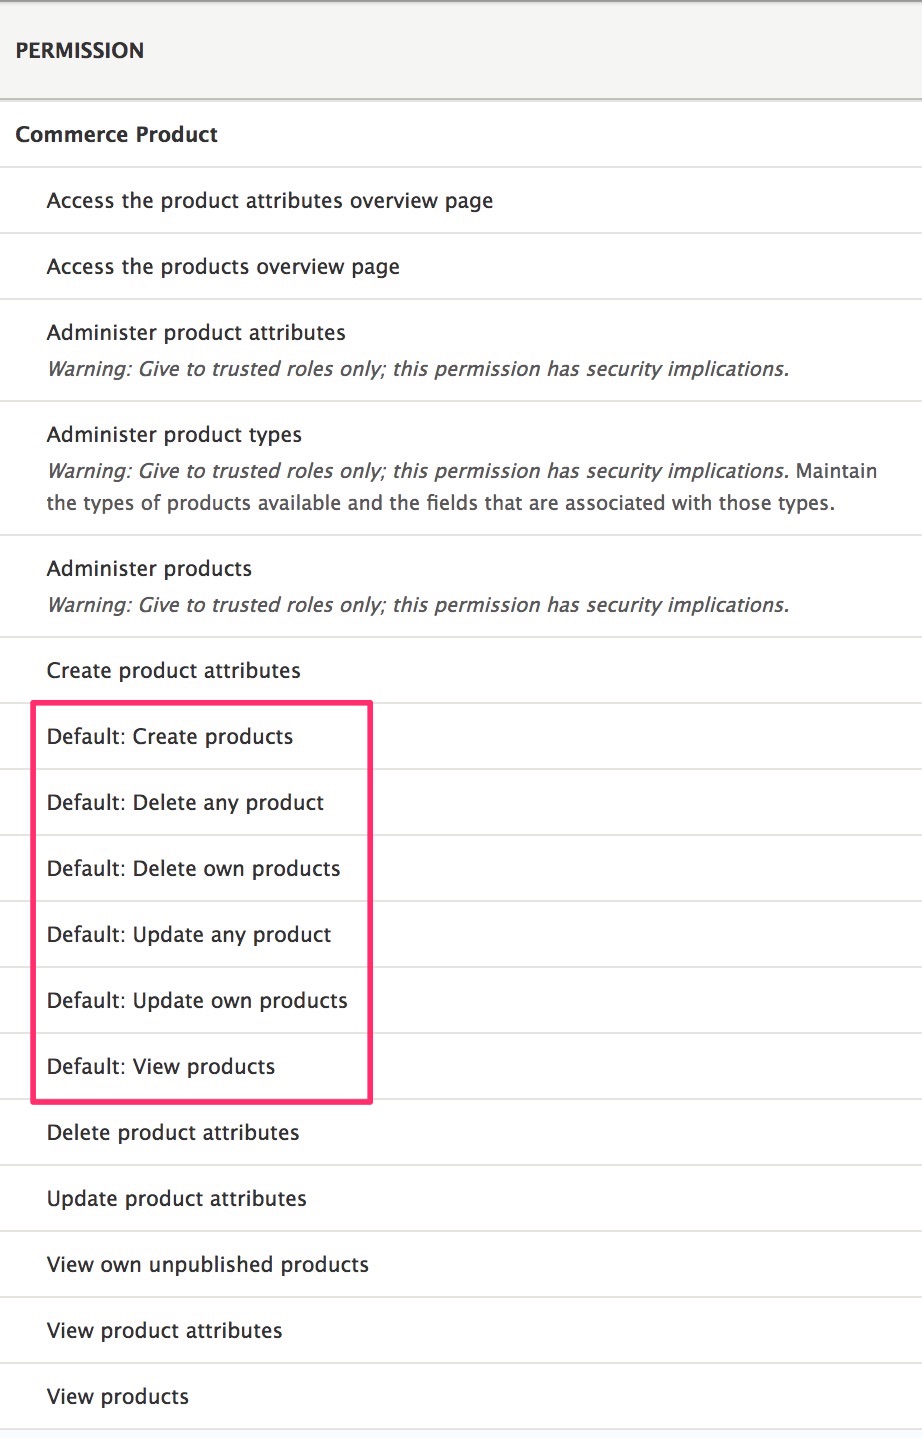 PERMISSION
Commerce Product
Access the product attributes overview page
Access the products overview page
Administer product attributes
Warning: Give to trusted roles only; this permission has security implications.
Administer product types
Warning: Give to trusted roles only; this permission has security implications. Maintain
the types of products available and the fields that are associated with those types.
Administer products
Warning: Give to trusted roles only; this permission has security implications.
Create product attributes
Default: Create products
Default: Delete any product
Default: Delete own products
Default: Update any product
Default: Update own products
Default: View products
Delete product attributes
Update product attributes
View own unpublished products
View product attributes
View products